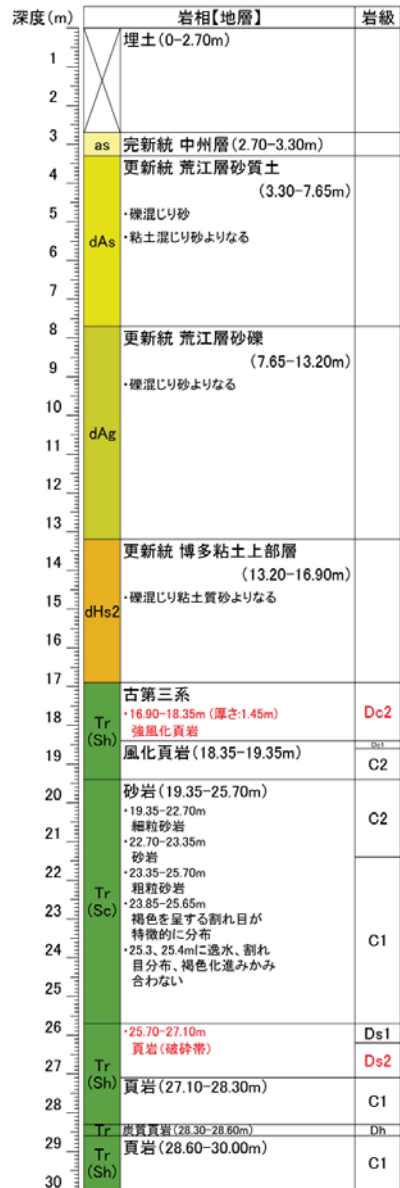 深度(m) 岩相【地層】 岩級
埋土(0-2.70m)
1
2
3 as 完新統 中州層(2.70-3.30m)
更新統 荒江層砂質土
4
(3.30-7.65m)
5 ・礫混じり砂
dAs ・粘土混じり砂よりなる
6
7
8 更新統 荒江層砂礫
(7.65-13.20m)
9 ・礫混じり砂よりなる
10
dAg
11
12
13
更新統 博多粘土上部層
14 (13.20-16.90m)
15 ・礫混じり粘土質砂よりなる
dHs2
16
17
古第三系
Tr ・16.90-18.35m (厚さ:1.45m) Dc2
18 (Sh) 強風化頁岩
Dc1
19 風化頁岩(18.35-19.35m) C2
20 砂岩(19.35-25.70m)
・19.35-22.70m C2
21 細粒砂岩
・22.70-23.35m
砂岩
22 ・23.35-25.70m
Tr 粗粒砂岩
23 (Sc) ・23.85-25.65m
褐色を呈する割れ目が C1
特徴的に分布
24 ・25.3、25.4mに逸水、割れ
目分布、褐色化進みかみ
25 合わない
26 ・25.70-27.10m Ds1
頁岩(破砕帯) Ds2
27 Tr
(Sh) 頁岩(27.10-28.30m) C1
28
Tr 炭質頁岩(28.30-28.60m) Dh
29 Tr 頁岩(28.60-30.00m)
(Sh) C1
30